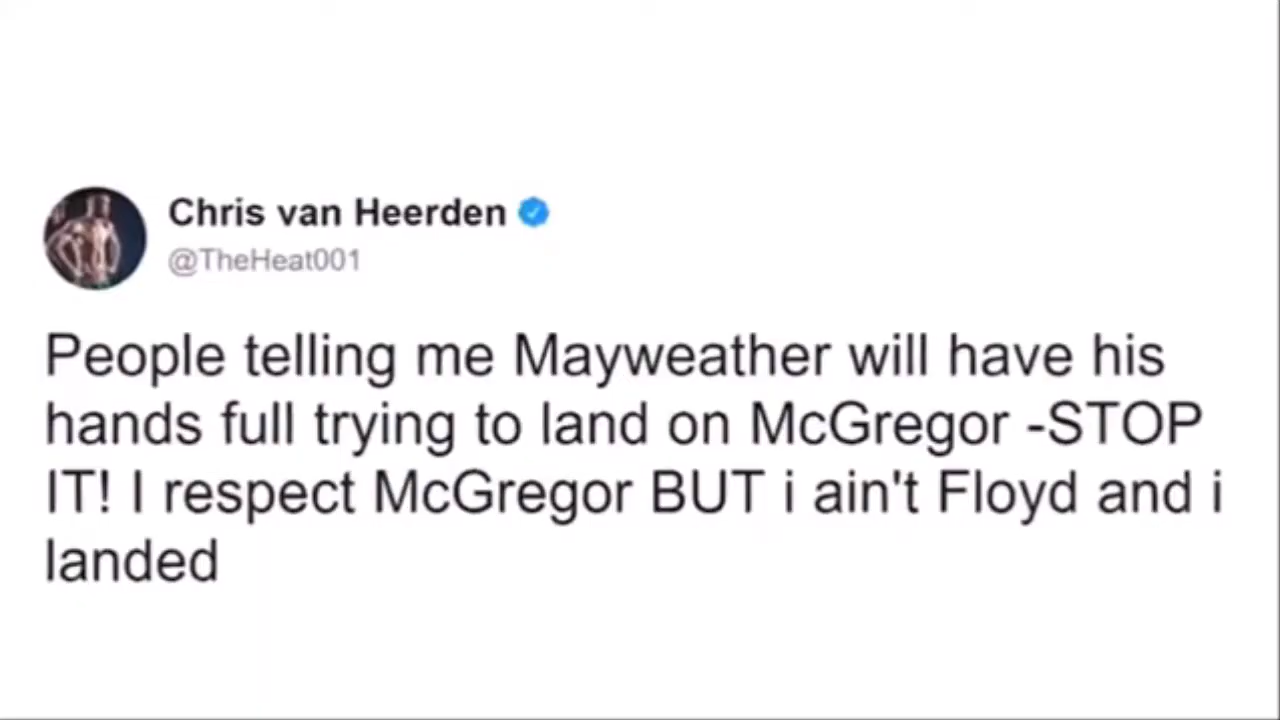 Chris van Heerden
@TheHeat001
People telling me Mayweather will have his
hands full trying to land on McGregor -STOP
IT! I respect McGregor BUT i ain't Floyd and i
landed